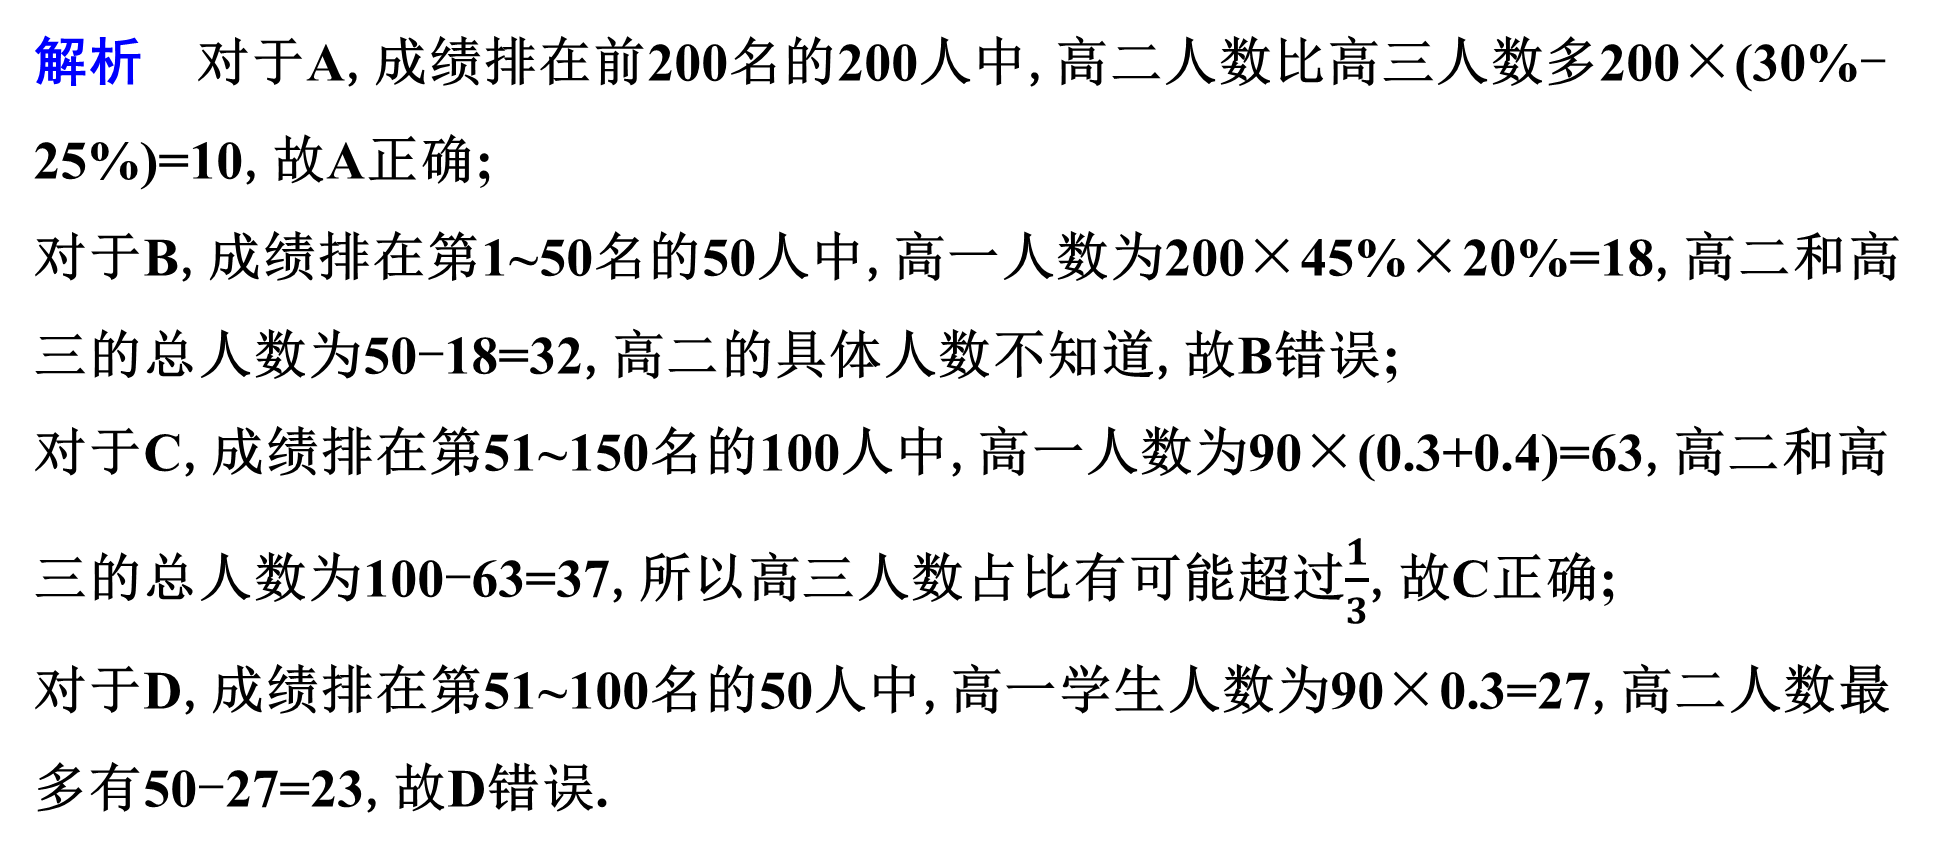 解析 对于A,成绩排在前200名的200人中,高二人数比高三人数多200×(30%-
25%)=10,故A正确;
对于B,成绩排在第1~50名的50人中,高一人数为200×45%×20%=18,高二和高
三的总人数为50-18=32,高二的具体人数不知道,故B错误;
对于C,成绩排在第51~150名的100人中,高一人数为90×(0.3+0.4)=63,高二和高
三的总人数为100-63=37,所以高三人数占比有可能超过1/3,故C正确;
对于D,成绩排在第51~100名的50人中,高一学生人数为90×0.3=27,高二人数最
多有50-27=23,故D错误.